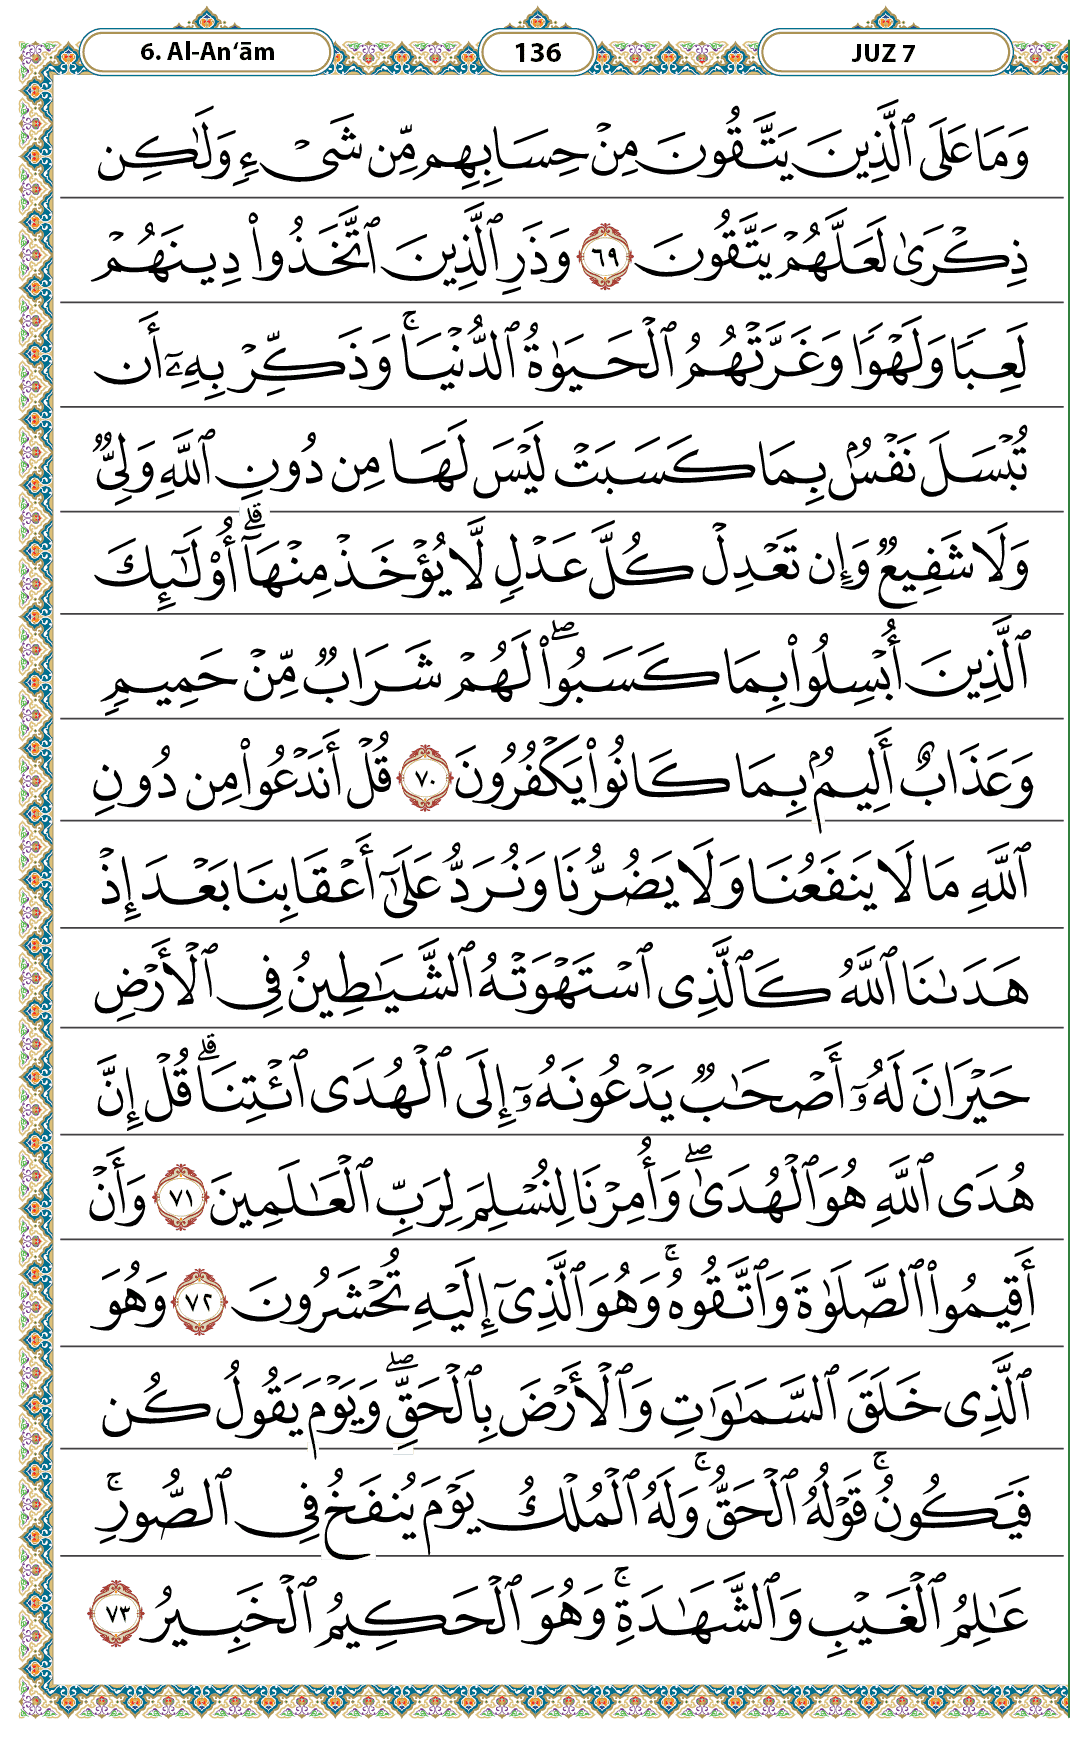 6. Al-An‘ām 136 JUZ 7
وَمَا عَلَى ٱلَّذِينَ يَتَّقُونَ مِنْ حِسَابِهِم مِّن شَىْءٍ وَلَٰكِن
ذِكْرَىٰ لَعَلَّهُمْ يَتَّقُونَ ٦٩ وَذَرِ ٱلَّذِينَ ٱتَّخَذُوا۟ دِينَهُمْ
لَعِبًا وَلَهْوًا وَغَرَّتْهُمُ ٱلْحَيَوٰةُ ٱلدُّنْيَا ۚ وَذَكِّرْ بِهِۦٓ أَن
تُبْسَلَ نَفْسٌۢ بِمَا كَسَبَتْ لَيْسَ لَهَا مِن دُونِ ٱللَّهِ وَلِىٌّ
وَلَا شَفِيعٌ وَإِن تَعْدِلْ كُلَّ عَدْلٍ لَّا يُؤْخَذْ مِنْهَآ ۗ أُو۟لَٰٓئِكَ
ٱلَّذِينَ أُبْسِلُوا۟ بِمَا كَسَبُوا۟ ۖ لَهُمْ شَرَابٌ مِّنْ حَمِيمٍ
وَعَذَابٌ أَلِيمٌۢ بِمَا كَانُوا۟ يَكْفُرُونَ ٧٠ قُلْ أَنَدْعُوا۟ مِن دُونِ
ٱللَّهِ مَا لَا يَنفَعُنَا وَلَا يَضُرُّنَا وَنُرَدُّ عَلَىٰٓ أَعْقَابِنَا بَعْدَ إِذْ
هَدَىٰنَا ٱللَّهُ كَٱلَّذِى ٱسْتَهْوَتْهُ ٱلشَّيَٰطِينُ فِى ٱلْأَرْضِ
حَيْرَانَ لَهُۥٓ أَصْحَٰبٌ يَدْعُونَهُۥٓ إِلَى ٱلْهُدَى ٱئْتِنَا ۗ قُلْ إِنَّ
هُدَى ٱللَّهِ هُوَ ٱلْهُدَىٰ ۖ وَأُمِرْنَا لِنُسْلِمَ لِرَبِّ ٱلْعَٰلَمِينَ ٧١ وَأَنْ
أَقِيمُوا۟ ٱلصَّلَوٰةَ وَٱتَّقُوهُ ۚ وَهُوَ ٱلَّذِىٓ إِلَيْهِ تُحْشَرُونَ ٧٢ وَهُوَ
ٱلَّذِى خَلَقَ ٱلسَّمَٰوَٰتِ وَٱلْأَرْضَ بِٱلْحَقِّ ۖ وَيَوْمَ يَقُولُ كُن
فَيَكُونُ ۚ قَوْلُهُ ٱلْحَقُّ ۚ وَلَهُ ٱلْمُلْكُ يَوْمَ يُنفَخُ فِى ٱلصُّورِ ۚ
عَٰلِمُ ٱلْغَيْبِ وَٱلشَّهَٰدَةِ ۚ وَهُوَ ٱلْحَكِيمُ ٱلْخَبِيرُ ٧٣